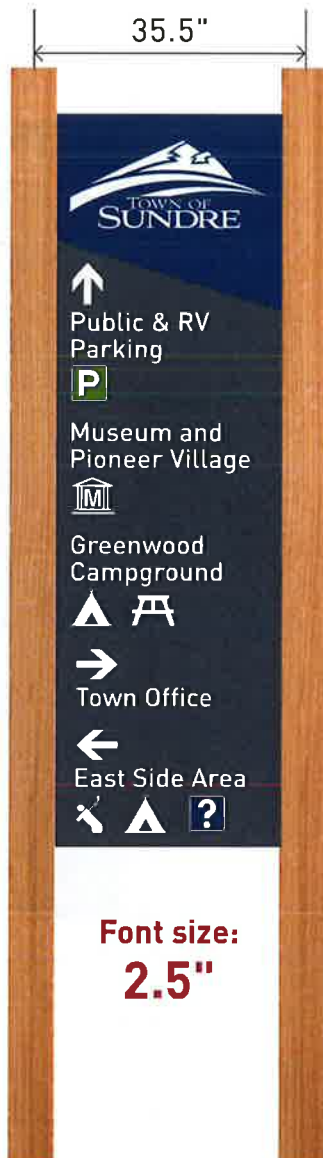 35.5"
TOWN OF
SUNDRE
Public & RV
Parking
P
Museum and
Pioneer Village
M
Greenwood
Campground
Town Office
East Side Area
?
Font size:
2.5"